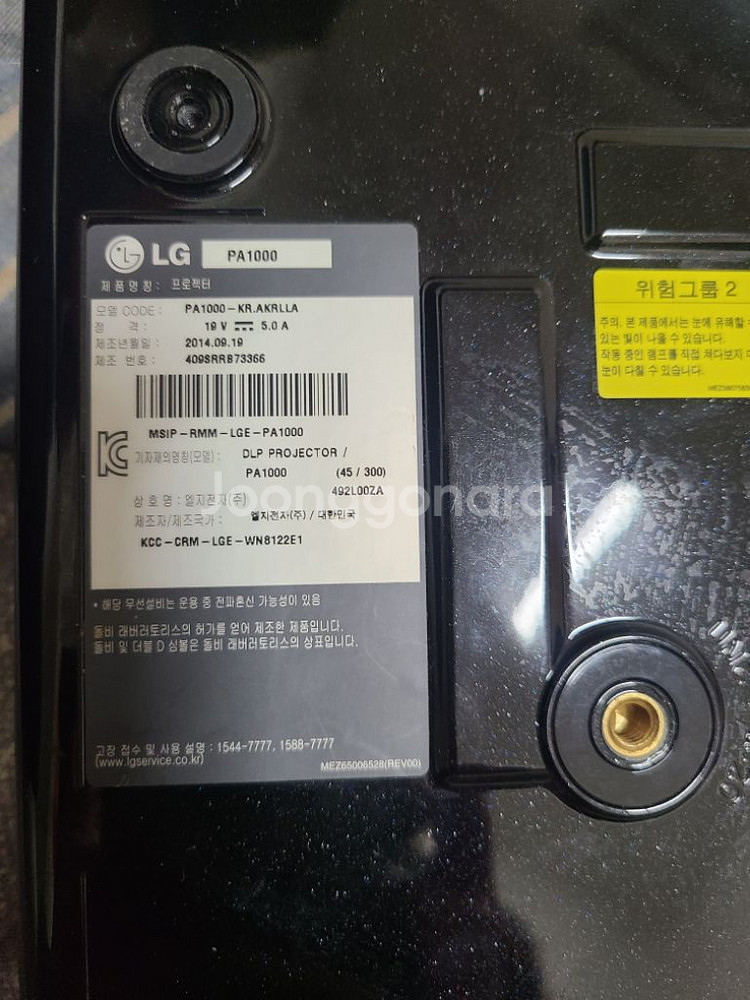 LG PA1000
제 품 명 칭 : 프로젝터
모델 CODE : PA1000-KR.AKRLLA
정 격 : 19 V 5.0 A
제조년월일 : 2014.09.19
제조 번호 : 409SRRB73366
MSIP-RMM-LGE-PA1000
기자재의명칭(모델) : DLP PROJECTOR /
PA1000 (45 / 300)
492L00ZA
상 호 명 : 엘지전자(주)
제조자/제조국가 : 엘지전자(주) / 대한민국
KCC-CRM-LGE-WN8122E1
* 해당 무선설비는 운용 중 전파혼신 가능성이 있음
돌비 래버러토리스의 허가를 얻어 제조한 제품입니다.
돌비 및 더블 D 심볼은 돌비 래버러토리스의 상표입니다.
고장 접수 및 사용 설명 : 1544-7777, 1588-7777
(www.lgservice.co.kr)
MEZ65006528(REV00)
위험그룹 2
주의. 본 제품에서는 눈에 유해할
있는 빛이 나올 수 있습니다.
작동 중인 램프를 직접 쳐다보지
눈이 다칠 수 있습니다.
Joonggonara